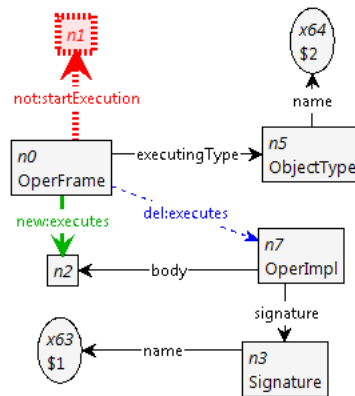 n1
x64
$2
not:startExecution
name
n0
OperFrame
executingType
n5
ObjectType
new:executes
del:executes
n7
OperImpl
n2
body
signature
x63
$1
name
n3
Signature